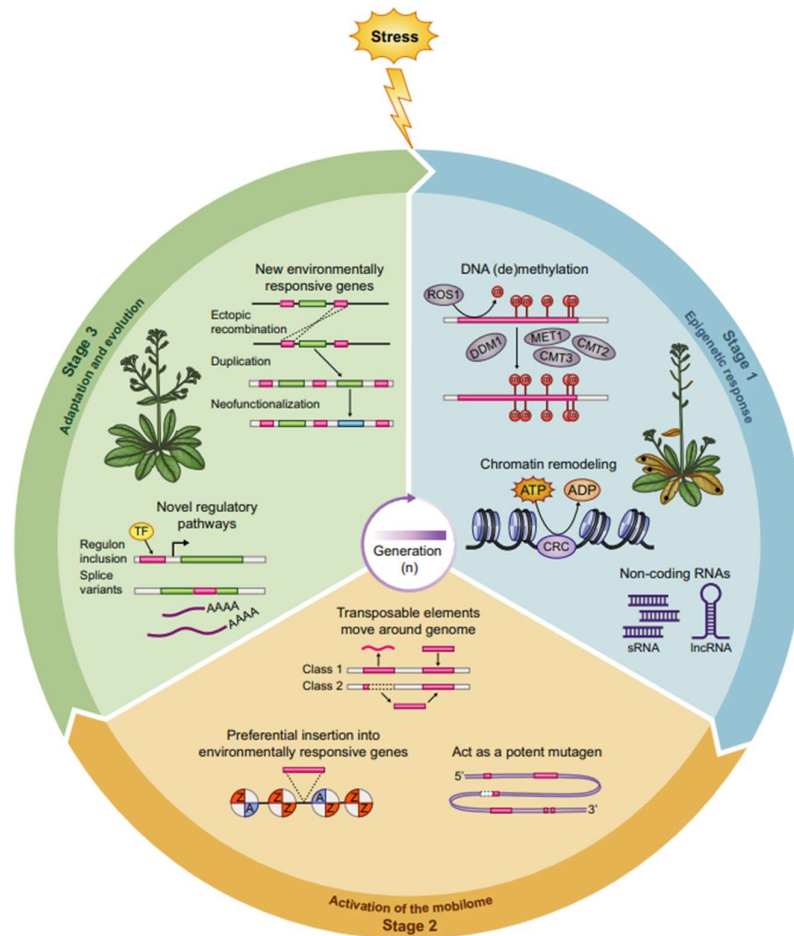 Stress
Stage 1
Epigenetic response
DNA (de)methylation
ROS1
m
m m m m m
DDM1
MET1
CMT3
CMT2
m m m m m
m m m m m
Chromatin remodeling
ATP
ADP
CRC
Non-coding RNAs
sRNA
lncRNA
Transposable elements
move around genome
Class 1
Class 2
Preferential insertion into
environmentally responsive genes
Z
A
Z
Z
A
Z
Z
Z
Act as a potent mutagen
5'
3'
Activation of the mobilome
Stage 2
Stage 3
Adaptation and evolution
New environmentally
responsive genes
Ectopic
recombination
Duplication
Neofunctionalization
Novel regulatory
pathways
TF
Regulon
inclusion
Splice
variants
AAAA
AAAA
Generation
(n)